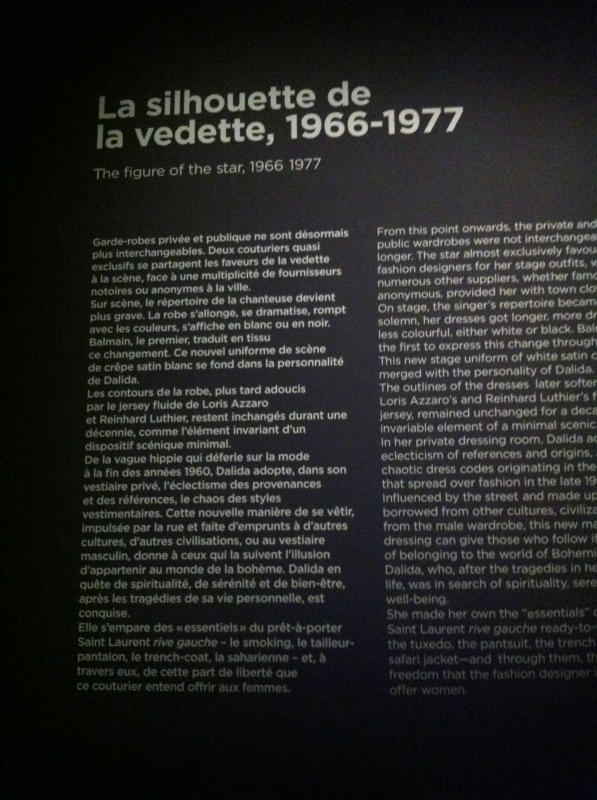 La silhouette de
la vedette, 1966-1977
The figure of the star, 1966 1977
Garde-robes privée et publique ne sont désormais
plus interchangeables. Deux couturiers quasi
exclusifs se partagent les faveurs de la vedette
à la scène, face à une multiplicité de fournisseurs
notoires ou anonymes à la ville.
Sur scène, le répertoire de la chanteuse devient
plus grave. La robe s'allonge, se dramatise, rompt
avec les couleurs, s'affiche en blanc ou en noir.
Balmain, le premier, traduit en tissu
ce changement. Ce nouvel uniforme de scène
de crêpe satin blanc se fond dans la personnalité
de Dalida.
Les contours de la robe, plus tard adoucis
par le jersey fluide de Loris Azzaro
et Reinhard Luthier, restent inchangés durant une
décennie, comme l'élément invariant d'un
dispositif scénique minimal.
De la vague hippie qui déferle sur la mode
à la fin des années 1960, Dalida adopte, dans son
vestiaire privé, l'éclectisme des provenances
et des références, le chaos des styles
vestimentaires. Cette nouvelle manière de se vêtir,
impulsée par la rue et faite d'emprunts à d'autres
cultures, d'autres civilisations, ou au vestiaire
masculin, donne à ceux qui la suivent l'illusion
d'appartenir au monde de la bohème. Dalida en
quête de spiritualité, de sérénité et de bien-être,
après les tragédies de sa vie personnelle, est
conquise.
Elle s'empare des «essentiels» du prêt-à-porter
Saint Laurent rive gauche – le smoking, le tailleur-
pantalon, le trench-coat, la saharienne – et, à
travers eux, de cette part de liberté que
ce couturier entend offrir aux femmes.
From this point onwards, the private and
public wardrobes were not interchangea
longer. The star almost exclusively favou
fashion designers for her stage outfits, w
numerous other suppliers, whether famo
anonymous, provided her with town clo
On stage, the singer's repertoire becam
solemn, her dresses got longer, more dr
less colourful, either white or black. Bal
the first to express this change through
This new stage uniform of white satin c
merged with the personality of Dalida.
The outlines of the dresses later softer
Loris Azzaro's and Reinhard Luthier's f
jersey, remained unchanged for a deca
invariable element of a minimal scenic
In her private dressing room, Dalida ad
eclecticism of references and origins,
chaotic dress codes originating in the
that spread over fashion in the late 19
Influenced by the street and made up
borrowed from other cultures, civiliza
from the male wardrobe, this new ma
dressing can give those who follow it
of belonging to the world of Bohemi
Dalida, who, after the tragedies in he
life, was in search of spirituality, sere
well-being.
She made her own the "essentials"
Saint Laurent rive gauche ready-to-
the tuxedo, the pantsuit, the trench
safari jacket—and through them, th
freedom that the fashion designer
offer women.